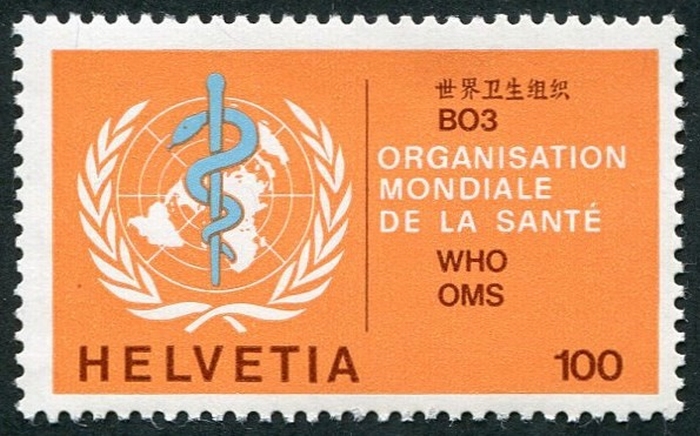 世界卫生组织
ВОЗ
ORGANISATION
MONDIALE
DE LA SANTÉ
WHO
OMS
HELVETIA
100